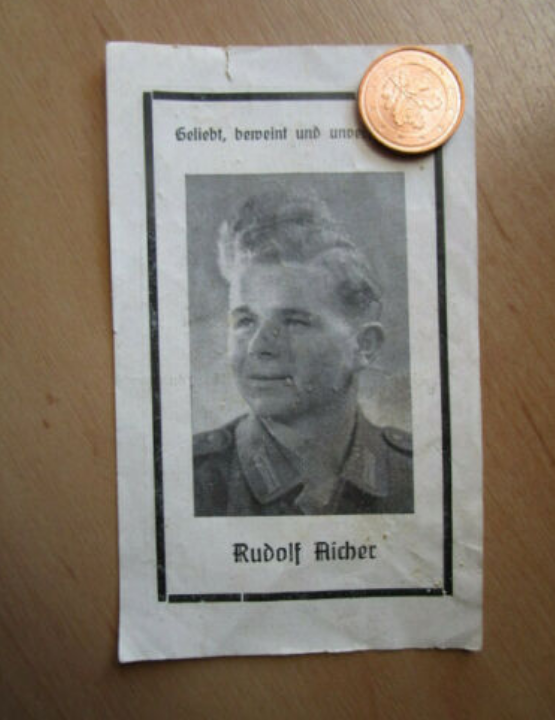 Geliebt, beweint und
Rudolf Aicher